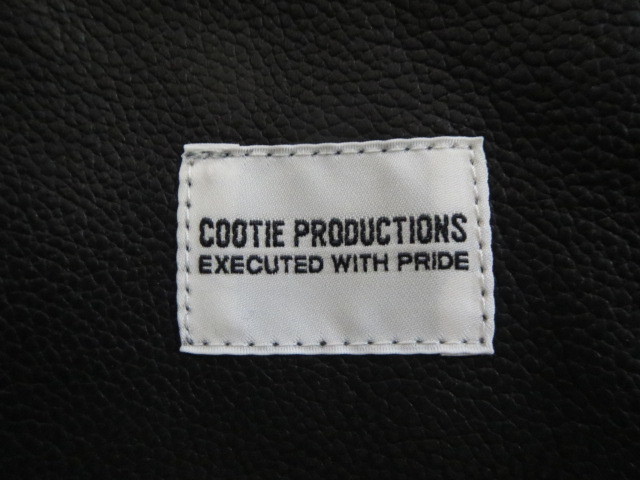 COOTIE PRODUCTIONS
EXECUTED WITH PRIDE